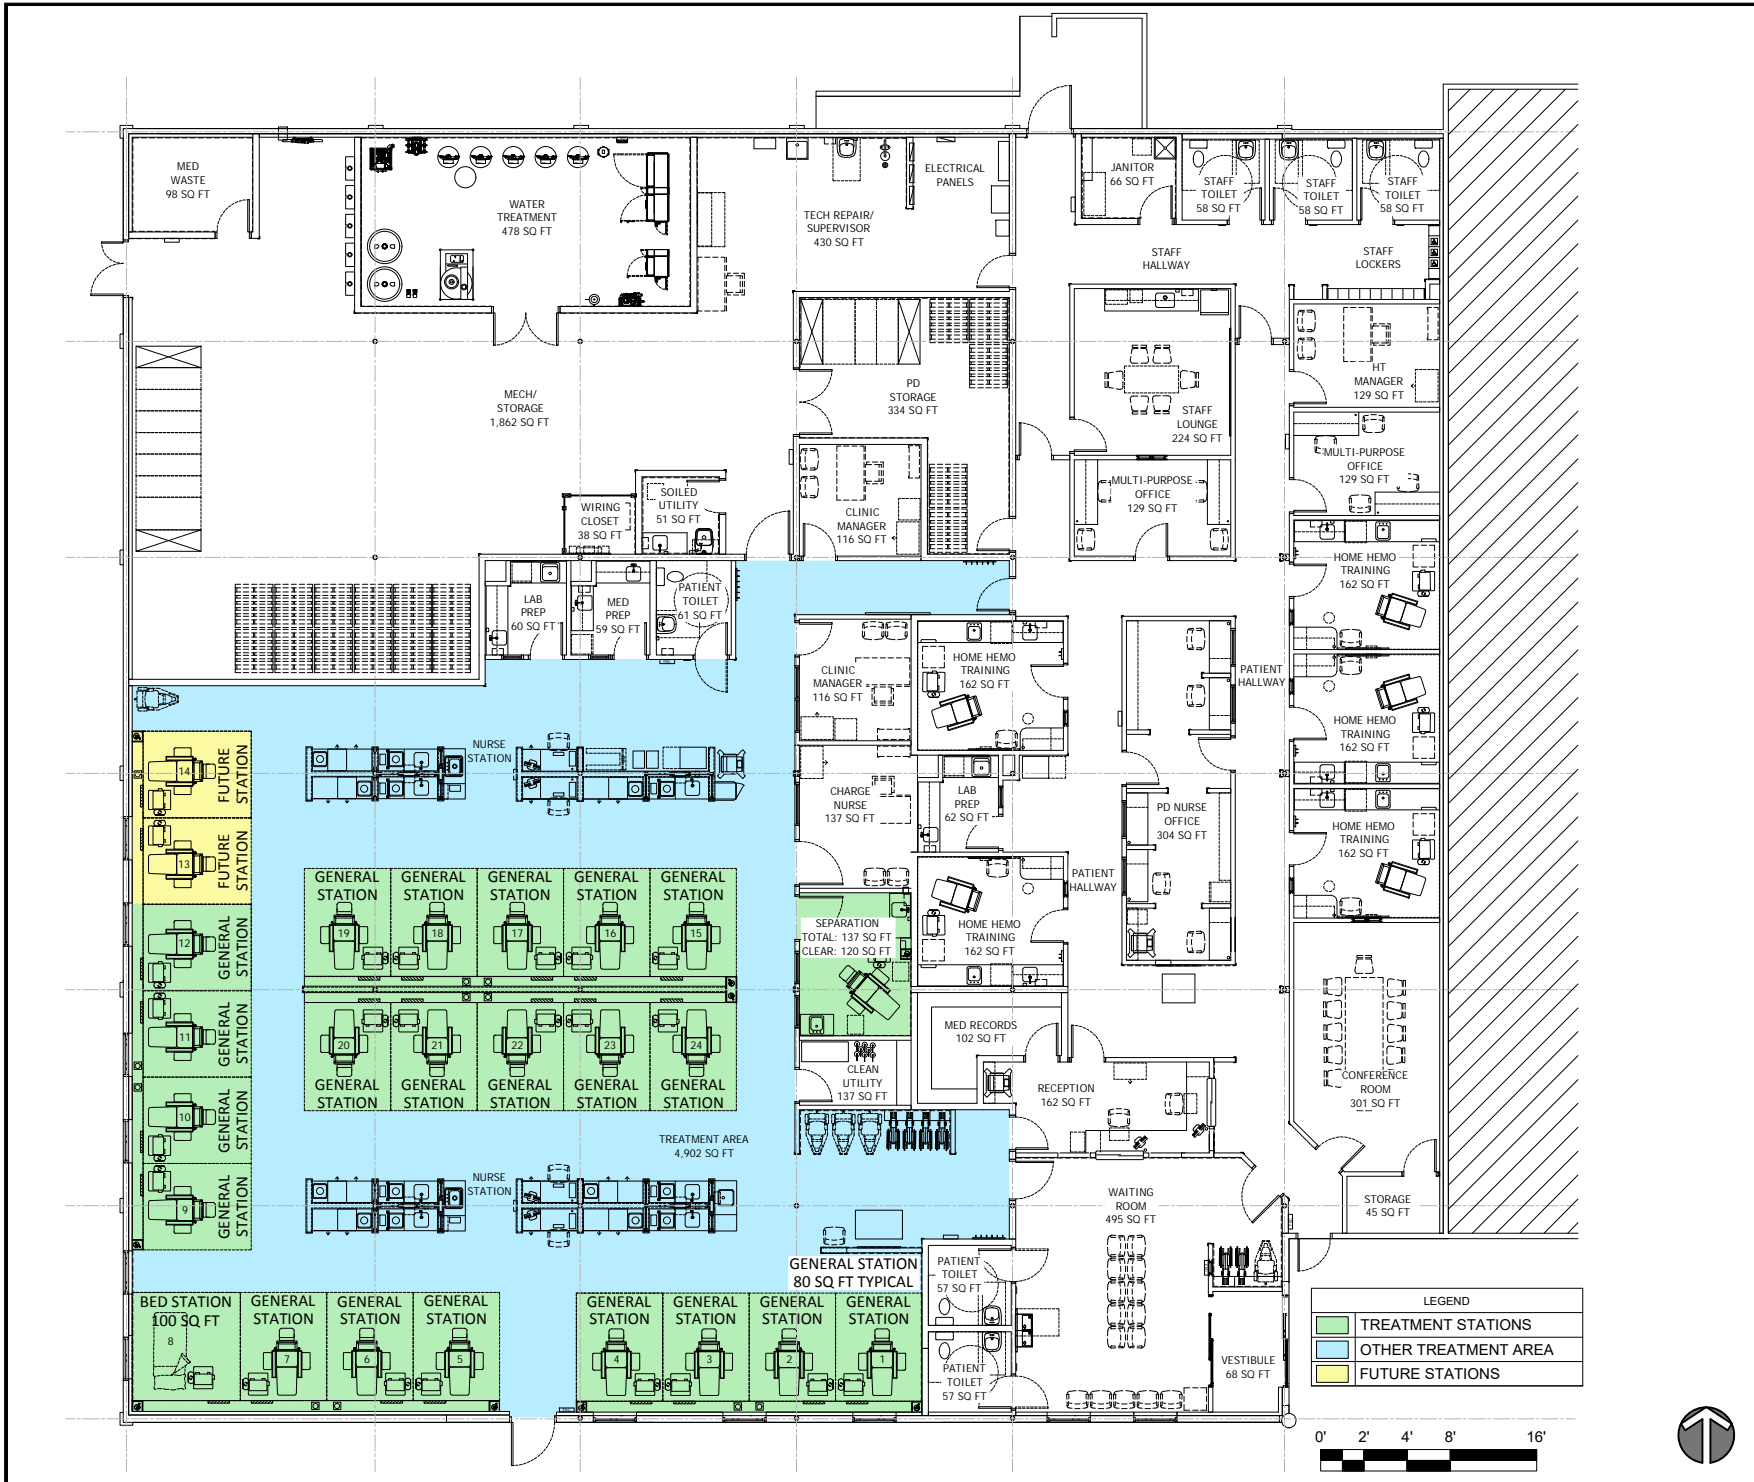 MED
WASTE
98 SQ FT
WATER
TREATMENT
478 SQ FT
TECH REPAIR/
SUPERVISOR
430 SQ FT
ELECTRICAL
PANELS
JANITOR
66 SQ FT
STAFF
TOILET
58 SQ FT
STAFF
TOILET
58 SQ FT
STAFF
TOILET
58 SQ FT
STAFF
HALLWAY
STAFF
LOCKERS
MECH/
STORAGE
1,862 SQ FT
PD
STORAGE
334 SQ FT
STAFF
LOUNGE
224 SQ FT
HT
MANAGER
129 SQ FT
MULTI-PURPOSE
OFFICE
129 SQ FT
MULTI-PURPOSE
OFFICE
129 SQ FT
WIRING
CLOSET
38 SQ FT
SOILED
UTILITY
51 SQ FT
CLINIC
MANAGER
116 SQ FT
LAB
PREP
60 SQ FT
MED
PREP
59 SQ FT
PATIENT
TOILET
61 SQ FT
HOME HEMO
TRAINING
162 SQ FT
CLINIC
MANAGER
116 SQ FT
HOME HEMO
TRAINING
162 SQ FT
PATIENT
HALLWAY
HOME HEMO
TRAINING
162 SQ FT
NURSE
STATION
14
FUTURE
STATION
13
FUTURE
STATION
CHARGE
NURSE
137 SQ FT
LAB
PREP
62 SQ FT
PD NURSE
OFFICE
304 SQ FT
HOME HEMO
TRAINING
162 SQ FT
PATIENT
HALLWAY
GENERAL
STATION
GENERAL
STATION
GENERAL
STATION
GENERAL
STATION
GENERAL
STATION
19
18
17
16
15
12
GENERAL
STATION
11
GENERAL
STATION
10
GENERAL
STATION
9
GENERAL
STATION
SEPARATION
TOTAL: 137 SQ FT
CLEAR: 120 SQ FT
HOME HEMO
TRAINING
162 SQ FT
20
21
22
23
24
GENERAL
STATION
GENERAL
STATION
GENERAL
STATION
GENERAL
STATION
GENERAL
STATION
MED RECORDS
102 SQ FT
CLEAN
UTILITY
137 SQ FT
RECEPTION
162 SQ FT
CONFERENCE
ROOM
301 SQ FT
TREATMENT AREA
4,902 SQ FT
NURSE
STATION
WAITING
ROOM
495 SQ FT
STORAGE
45 SQ FT
GENERAL STATION
80 SQ FT TYPICAL
PATIENT
TOILET
57 SQ FT
PATIENT
TOILET
57 SQ FT
VESTIBULE
68 SQ FT
BED STATION
100 SQ FT
8
GENERAL
STATION
7
GENERAL
STATION
6
GENERAL
STATION
5
GENERAL
STATION
4
GENERAL
STATION
3
GENERAL
STATION
2
GENERAL
STATION
1
LEGEND
TREATMENT STATIONS
OTHER TREATMENT AREA
FUTURE STATIONS
0' 2' 4' 8' 16'